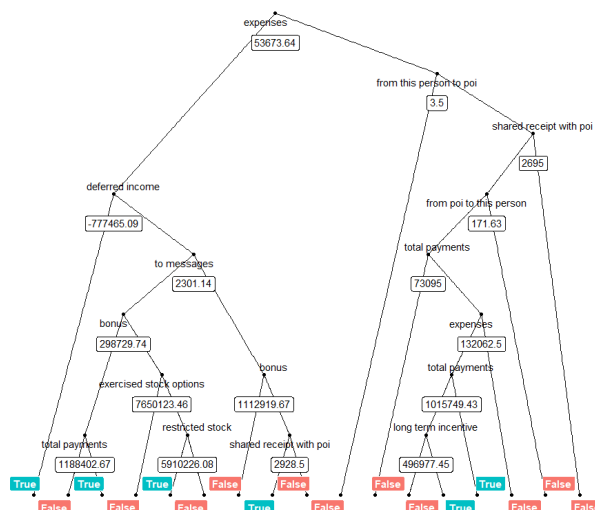 expenses
53673.64
from this person to poi
3.5
shared receipt with poi
2695
deferred income
-777465.09
from poi to this person
171.63
total payments
73095
to messages
2301.14
bonus
298729.74
expenses
132062.5
bonus
1112919.67
total payments
1015749.43
exercised stock options
7650123.46
restricted stock
5910226.08
long term incentive
496977.45
total payments
1188402.67
shared receipt with poi
2928.5
True
True
True
False
False
False
True
False
False
False
False
False
True
False
False
True
False
False